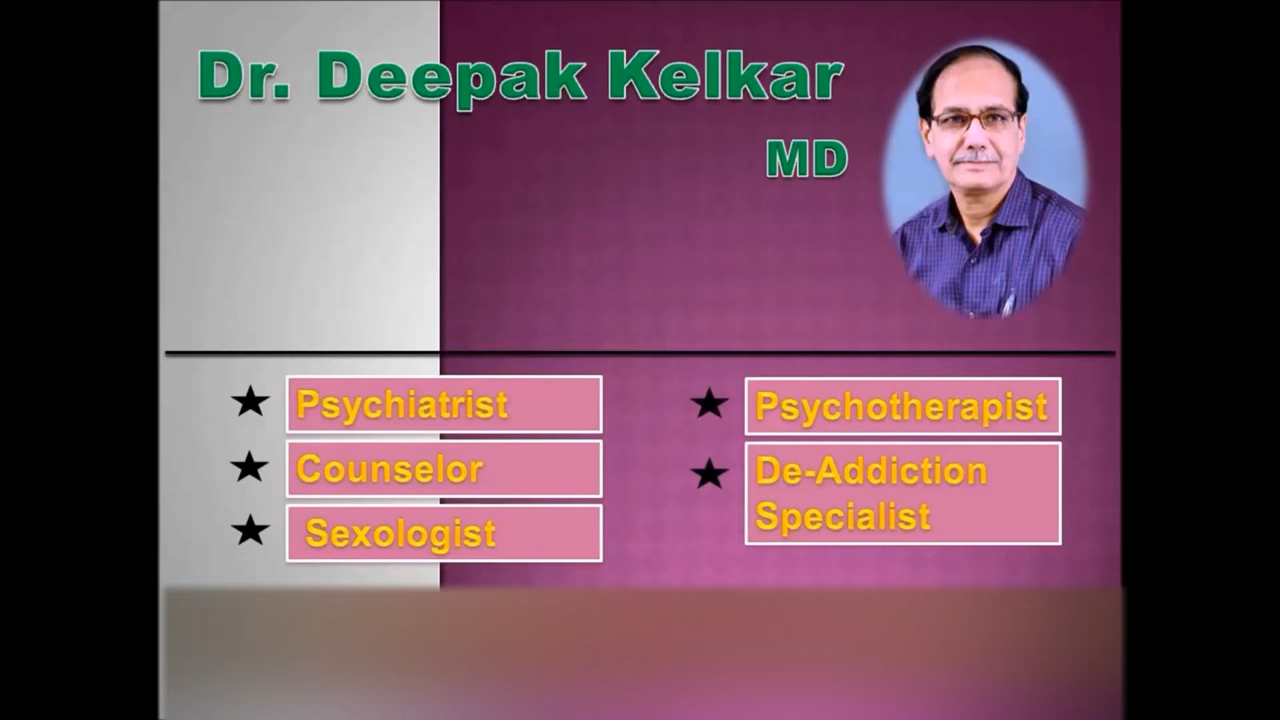 Dr. Deepak Kelkar
MD
Psychiatrist
Counselor
Sexologist
Psychotherapist
De-Addiction
Specialist